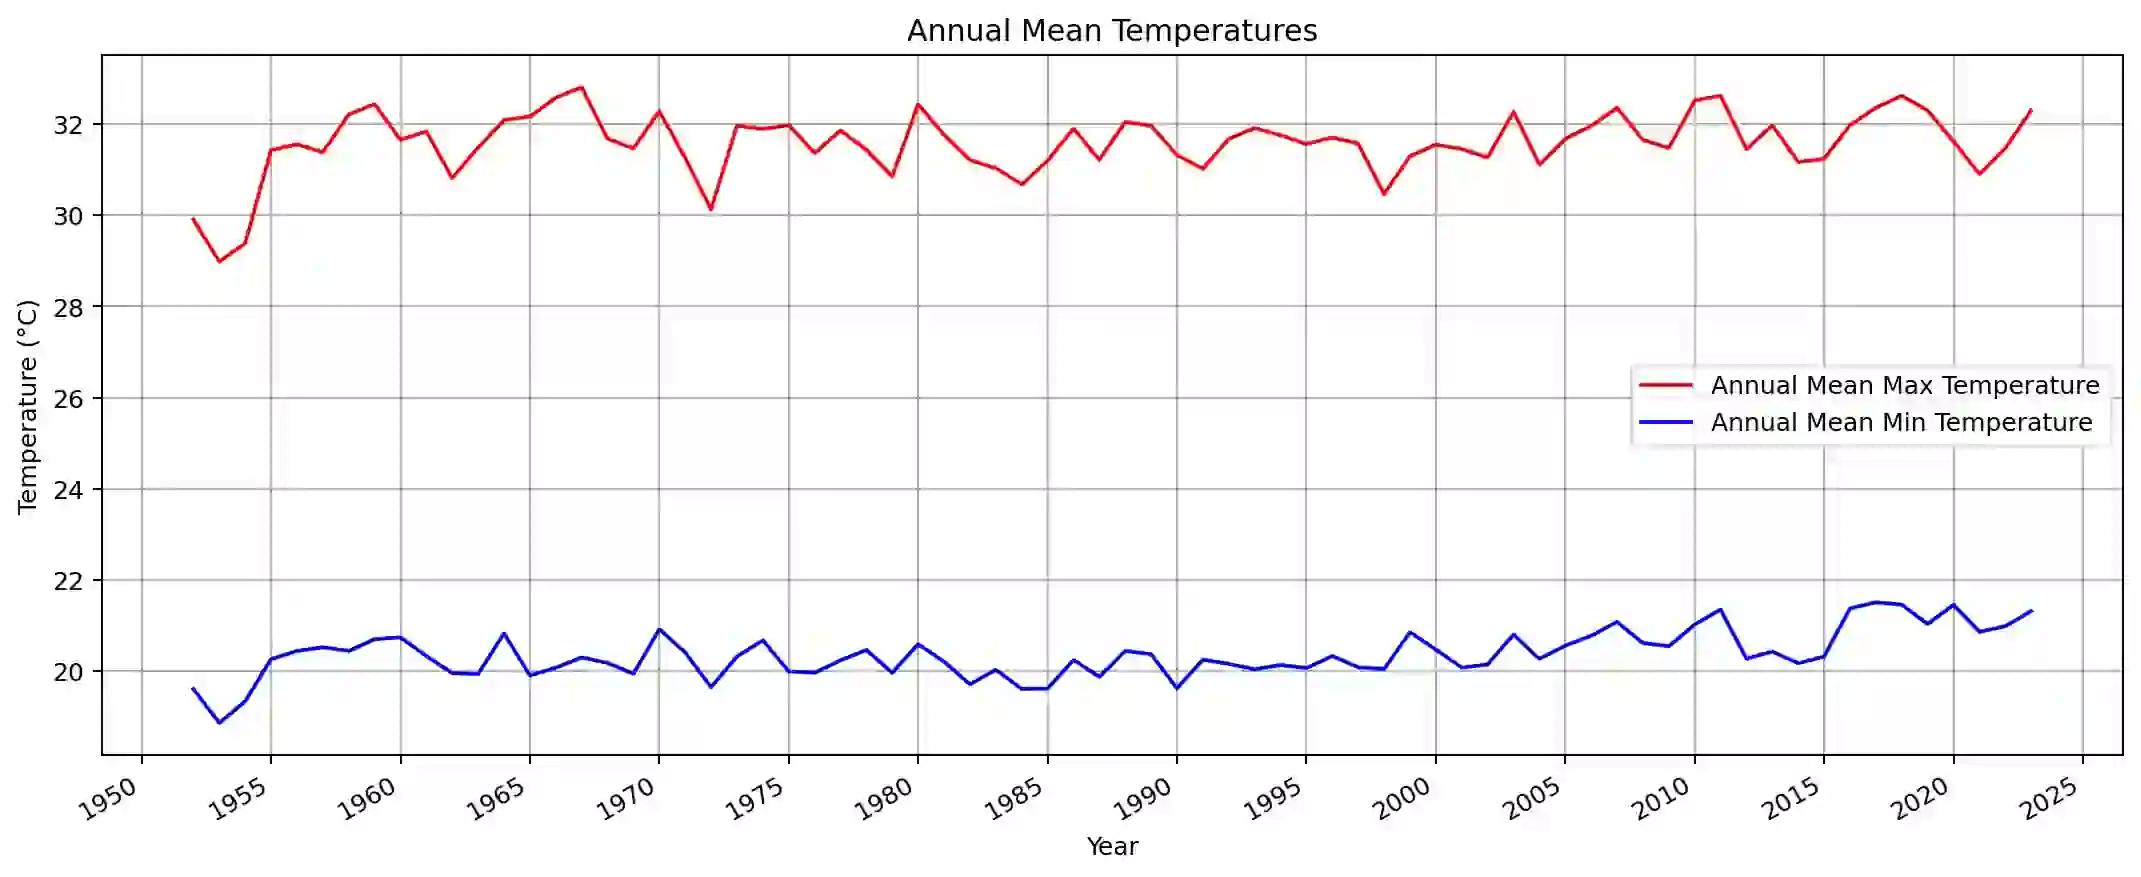 Annual Mean Temperatures
32
30
28
26
24
22
20
Temperature (°C)
Annual Mean Max Temperature
Annual Mean Min Temperature
1950 1955 1960 1965 1970 1975 1980 1985 1990 1995 2000 2005 2010 2015 2020 2025
Year